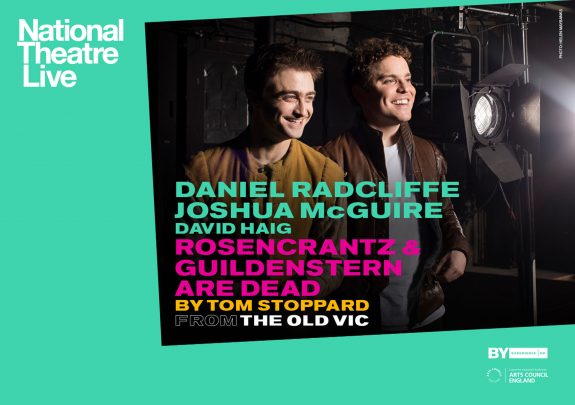 National
Theatre
Live
DANIEL RADCLIFFE
JOSHUA McGUIRE
DAVID HAIG
ROSENCRANTZ &
GUILDENSTERN
ARE DEAD
BY TOM STOPPARD
FROM THE OLD VIC
BY EXPERIENCE
ARTS COUNCIL
ENGLAND